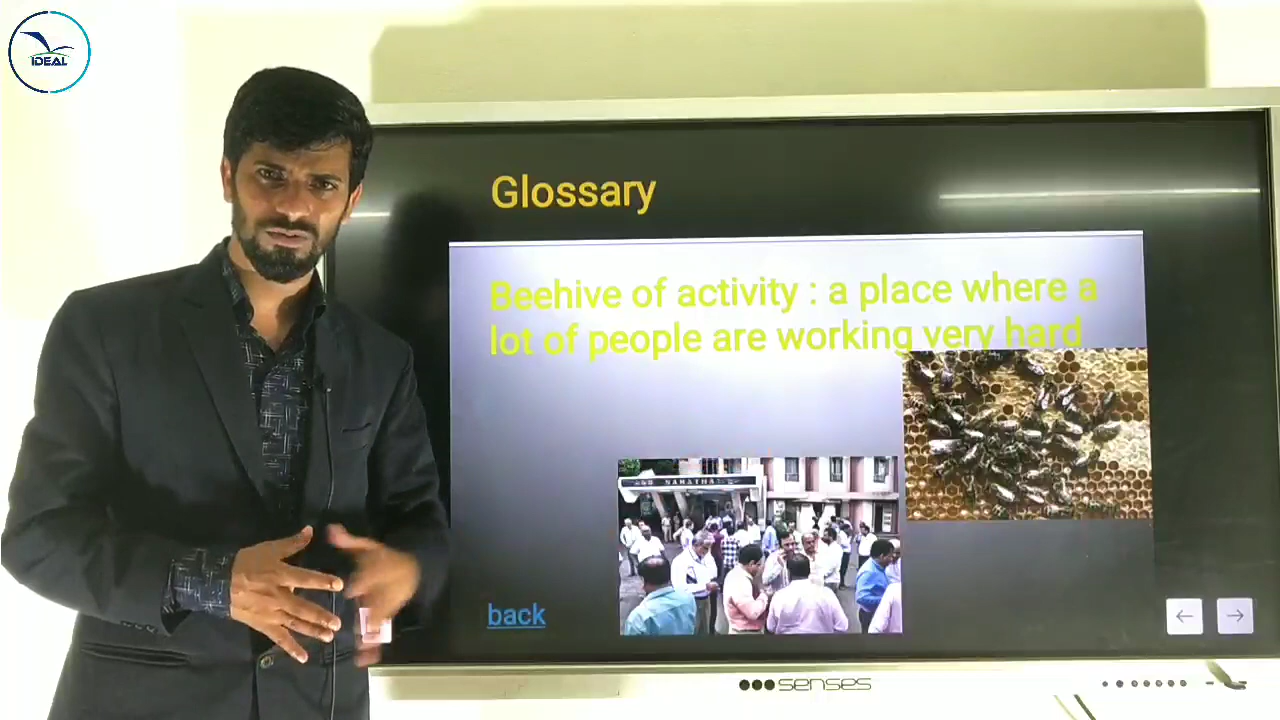 IDEAL
Glossary
Beehive of activity : a place where a
lot of people are working very hard
back
senses